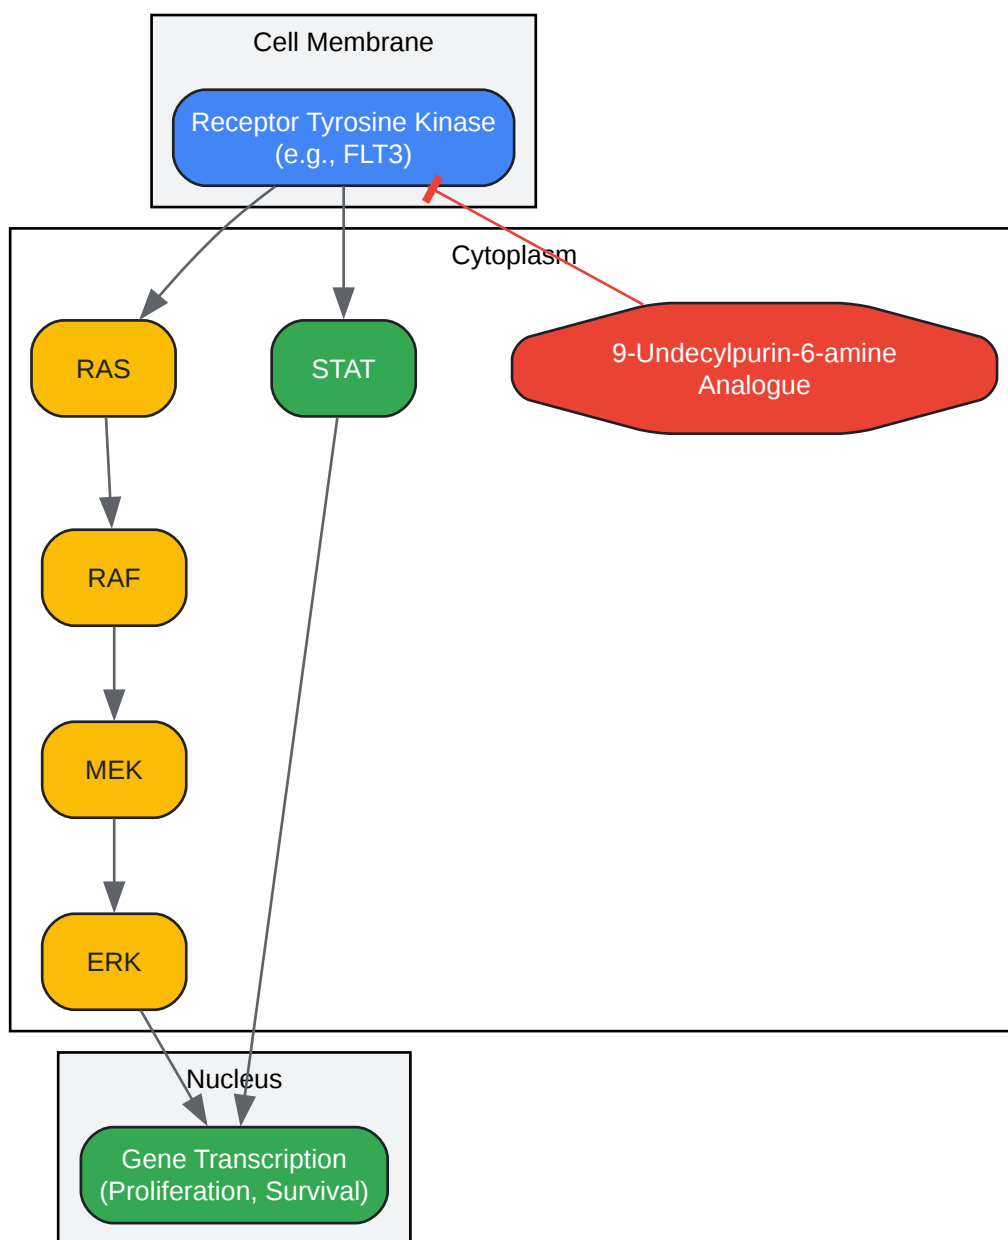 Cell Membrane
Receptor Tyrosine Kinase
(e.g., FLT3)
Cytoplasm
RAS
STAT
9-Undecylpurin-6-amine
Analogue
RAF
MEK
ERK
Nucleus
Gene Transcription
(Proliferation, Survival)